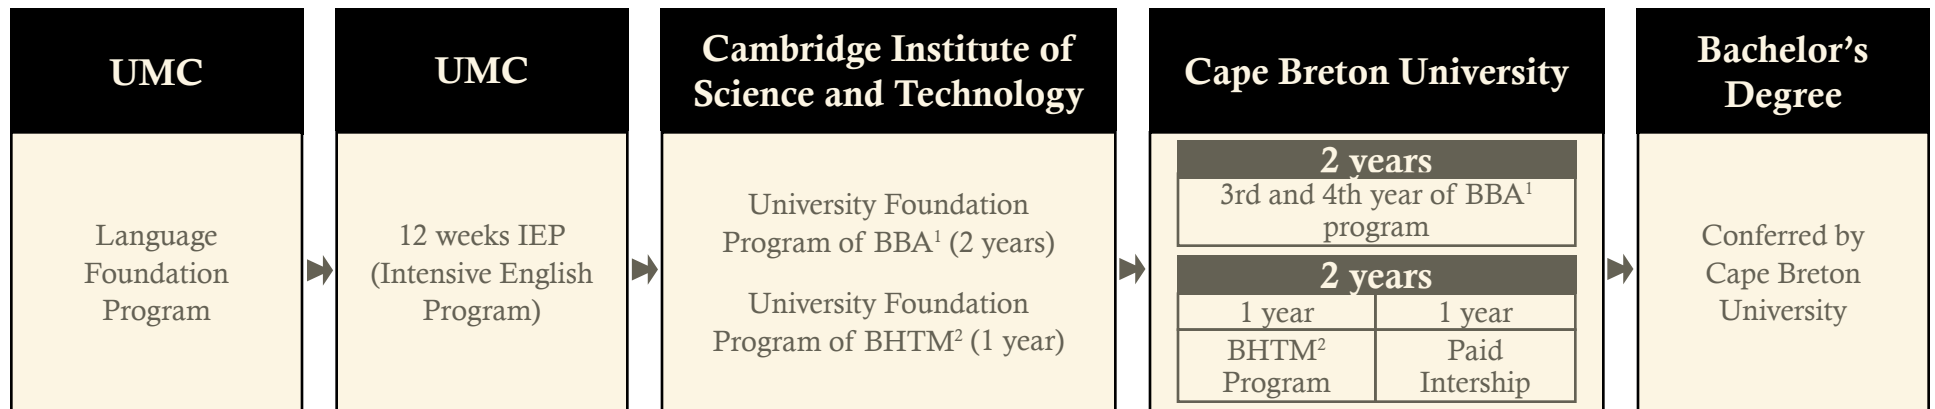 UMC
Language
Foundation
Program
UMC
12 weeks IEP
(Intensive English
Program)
Cambridge Institute of
Science and Technology
University Foundation
Program of BBA¹ (2 years)
University Foundation
Program of BHTM² (1 year)
Cape Breton University
2 years
3rd and 4th year of BBA¹
program
2 years
1 year
1 year
BHTM²
Program
Paid
Intership
Bachelor’s
Degree
Conferred by
Cape Breton
University